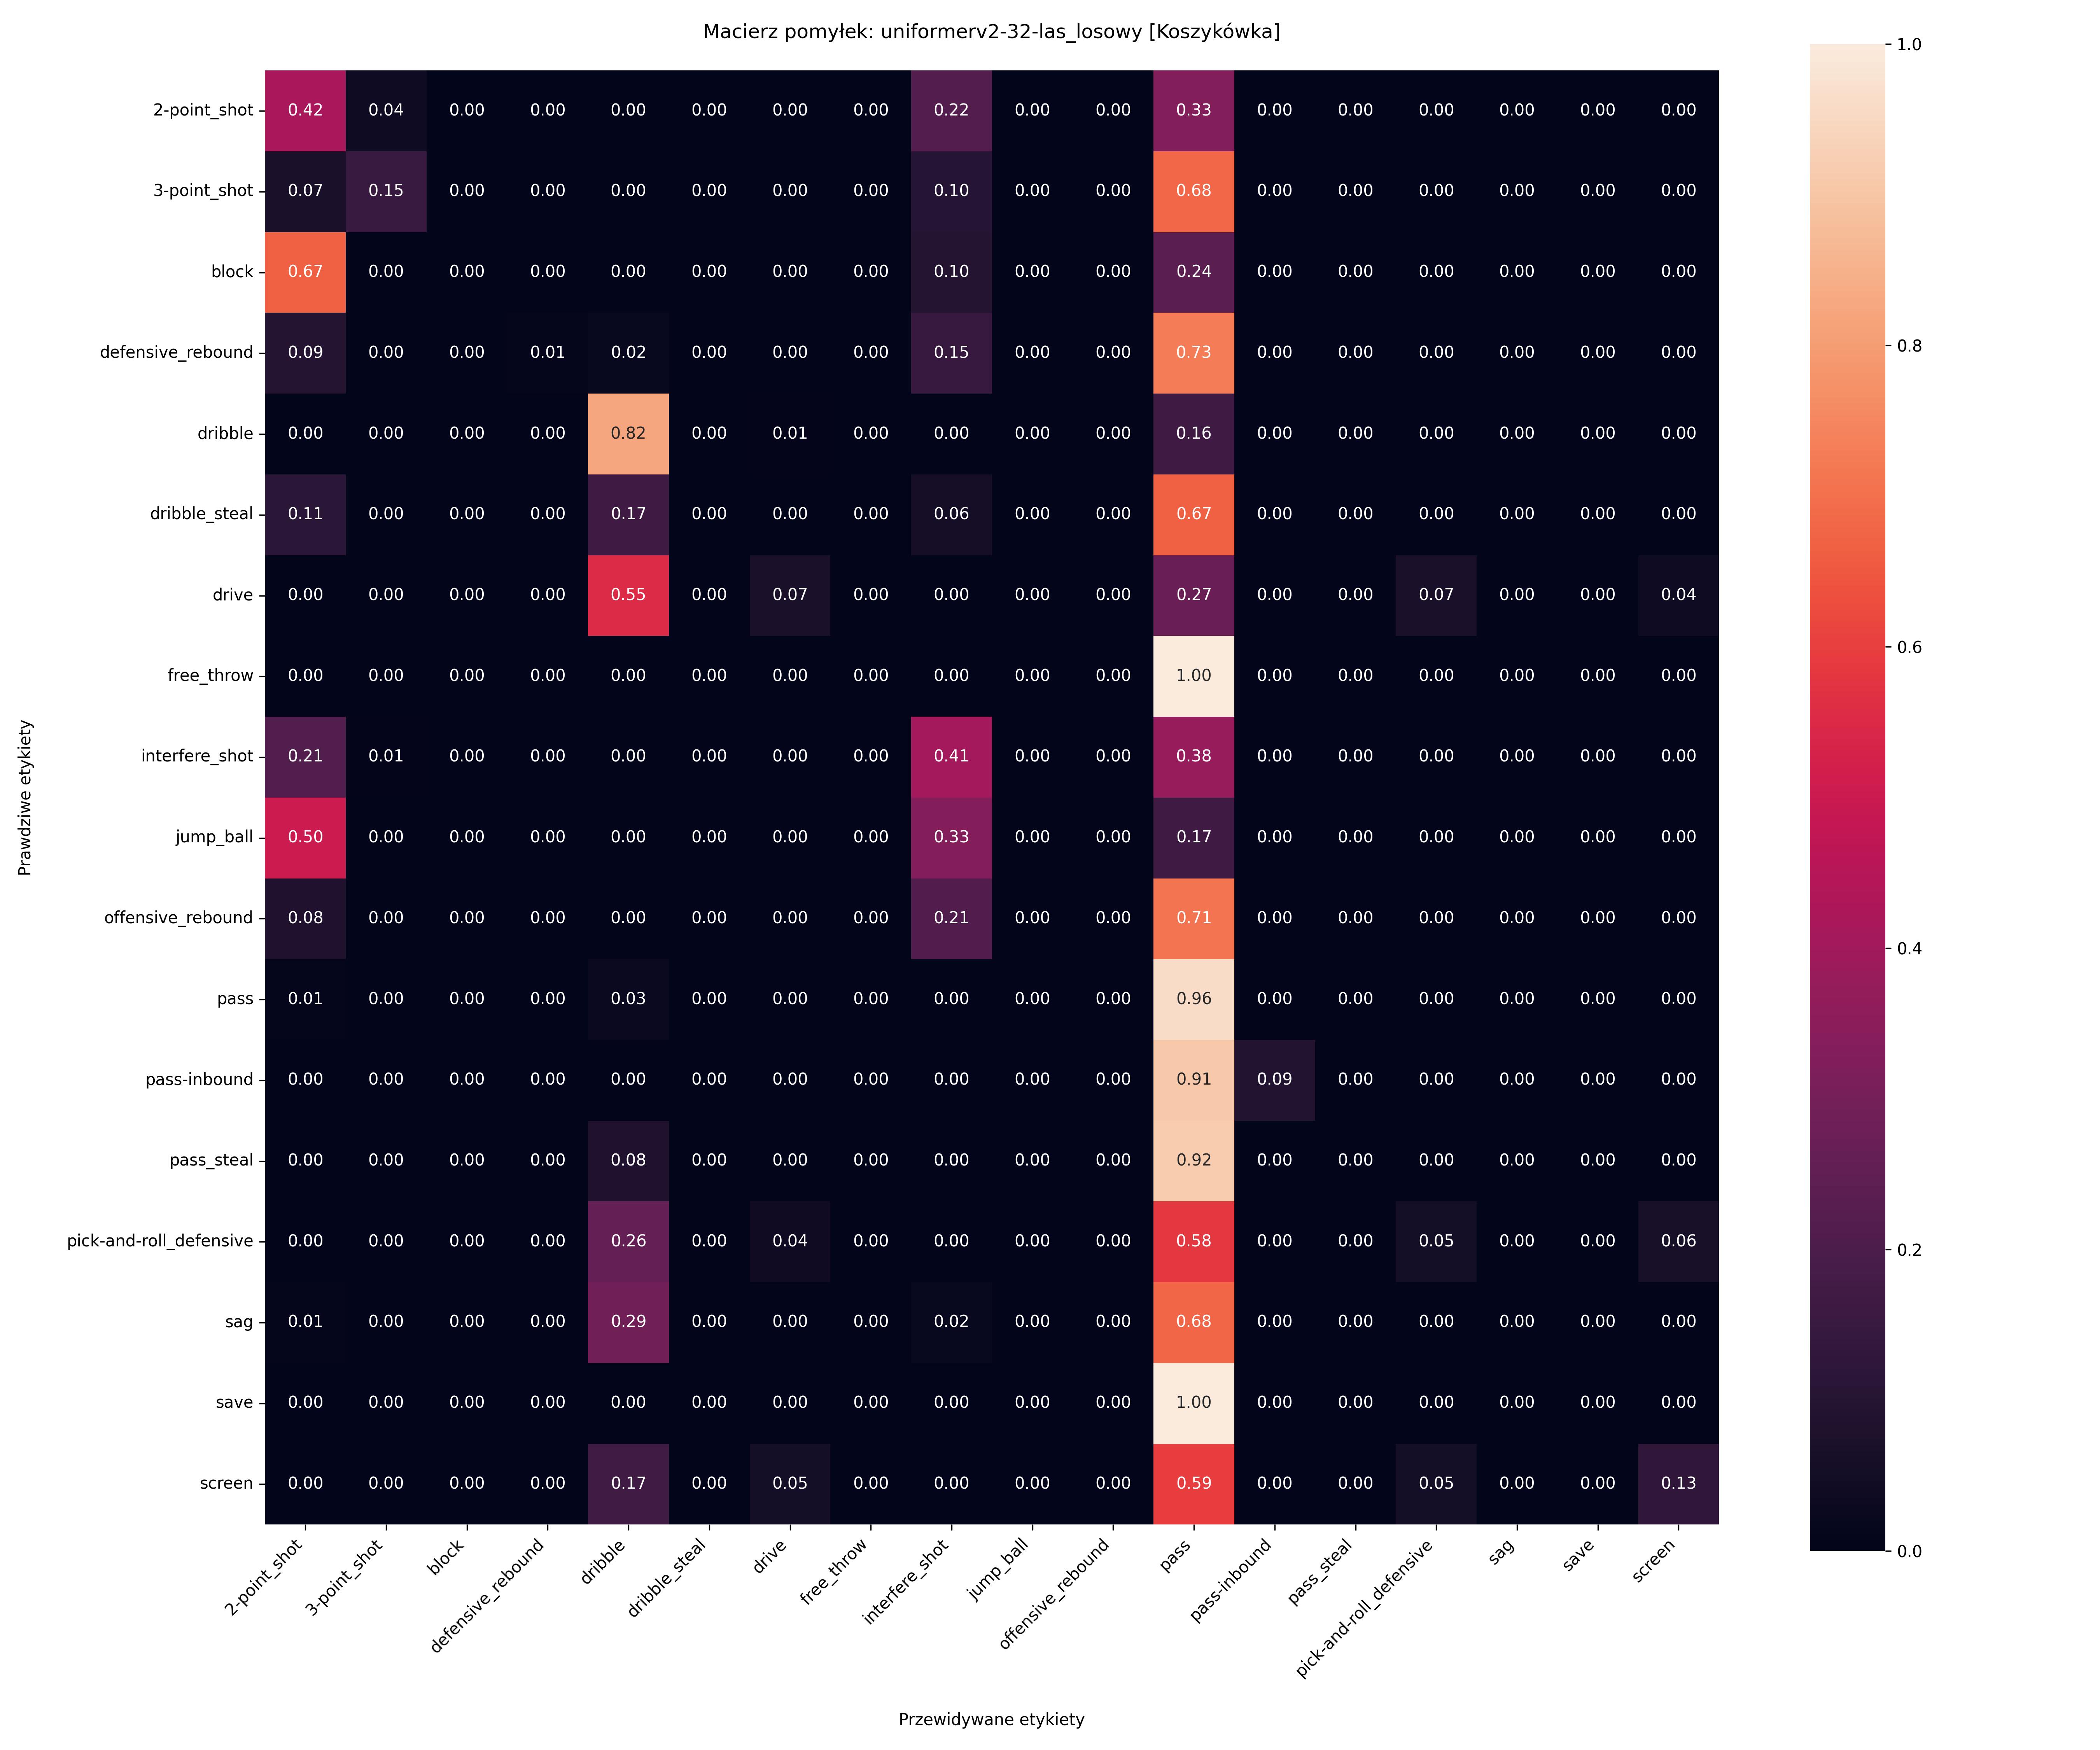 Macierz pomyłek: uniformerv2-32-las_losowy [Koszykówka]
2-point_shot 0.42 0.04 0.00 0.00 0.00 0.00 0.00 0.00 0.22 0.00 0.00 0.33 0.00 0.00 0.00 0.00 0.00 0.00
3-point_shot 0.07 0.15 0.00 0.00 0.00 0.00 0.00 0.00 0.10 0.00 0.00 0.68 0.00 0.00 0.00 0.00 0.00 0.00
block 0.67 0.00 0.00 0.00 0.00 0.00 0.00 0.00 0.10 0.00 0.00 0.24 0.00 0.00 0.00 0.00 0.00 0.00
defensive_rebound 0.09 0.00 0.00 0.01 0.02 0.00 0.00 0.00 0.15 0.00 0.00 0.73 0.00 0.00 0.00 0.00 0.00 0.00
dribble 0.00 0.00 0.00 0.00 0.82 0.00 0.01 0.00 0.00 0.00 0.00 0.16 0.00 0.00 0.00 0.00 0.00 0.00
dribble_steal 0.11 0.00 0.00 0.00 0.17 0.00 0.00 0.00 0.06 0.00 0.00 0.67 0.00 0.00 0.00 0.00 0.00 0.00
drive 0.00 0.00 0.00 0.00 0.55 0.00 0.07 0.00 0.00 0.00 0.00 0.27 0.00 0.00 0.07 0.00 0.00 0.04
free_throw 0.00 0.00 0.00 0.00 0.00 0.00 0.00 0.00 0.00 0.00 0.00 1.00 0.00 0.00 0.00 0.00 0.00 0.00
interfere_shot 0.21 0.01 0.00 0.00 0.00 0.00 0.00 0.00 0.41 0.00 0.00 0.38 0.00 0.00 0.00 0.00 0.00 0.00
jump_ball 0.50 0.00 0.00 0.00 0.00 0.00 0.00 0.00 0.33 0.00 0.00 0.17 0.00 0.00 0.00 0.00 0.00 0.00
offensive_rebound 0.08 0.00 0.00 0.00 0.00 0.00 0.00 0.00 0.21 0.00 0.00 0.71 0.00 0.00 0.00 0.00 0.00 0.00
pass 0.01 0.00 0.00 0.00 0.03 0.00 0.00 0.00 0.00 0.00 0.00 0.96 0.00 0.00 0.00 0.00 0.00 0.00
pass-inbound 0.00 0.00 0.00 0.00 0.00 0.00 0.00 0.00 0.00 0.00 0.00 0.91 0.09 0.00 0.00 0.00 0.00 0.00
pass_steal 0.00 0.00 0.00 0.00 0.08 0.00 0.00 0.00 0.00 0.00 0.00 0.92 0.00 0.00 0.00 0.00 0.00 0.00
pick-and-roll_defensive 0.00 0.00 0.00 0.00 0.26 0.00 0.04 0.00 0.00 0.00 0.00 0.58 0.00 0.00 0.05 0.00 0.00 0.06
sag 0.01 0.00 0.00 0.00 0.29 0.00 0.00 0.00 0.02 0.00 0.00 0.68 0.00 0.00 0.00 0.00 0.00 0.00
save 0.00 0.00 0.00 0.00 0.00 0.00 0.00 0.00 0.00 0.00 0.00 1.00 0.00 0.00 0.00 0.00 0.00 0.00
screen 0.00 0.00 0.00 0.00 0.17 0.00 0.05 0.00 0.00 0.00 0.00 0.59 0.00 0.00 0.05 0.00 0.00 0.13
2-point_shot 3-point_shot block defensive_rebound dribble dribble_steal drive free_throw interfere_shot jump_ball offensive_rebound pass pass-inbound pass_steal pick-and-roll_defensive sag save screen
Przewidywane etykiety
Prawdziwe etykiety
1.0
0.8
0.6
0.4
0.2
0.0